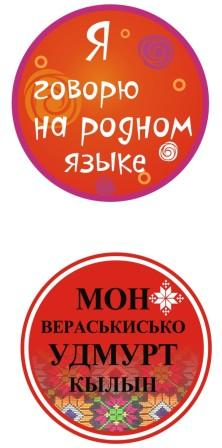 Я
говорю
на родном
языке
МОН
ВЕРАСЬКИСЬКО
УДМУРТ
КЫЛЫН